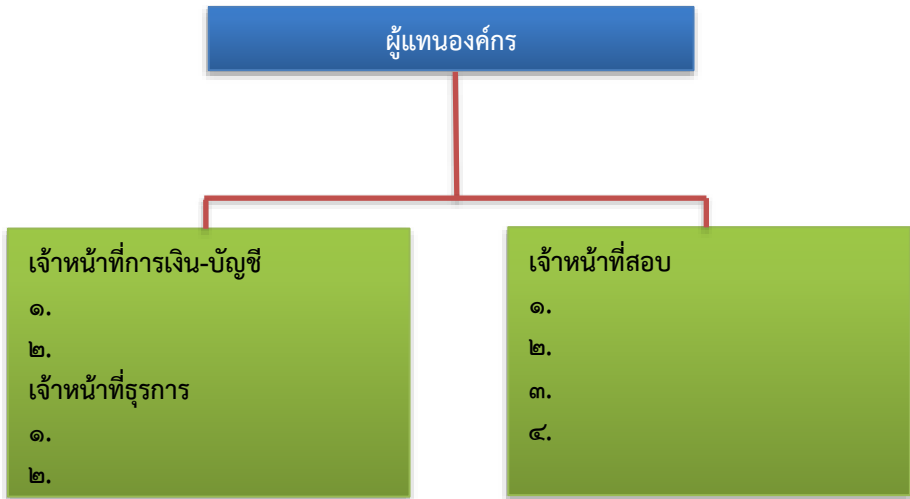 ผู้แทนองค์กร
เจ้าหน้าที่การเงิน-บัญชี
๑.
๒.
เจ้าหน้าที่ธุรการ
๑.
๒.
เจ้าหน้าที่สอบ
๑.
๒.
๓.
๔.